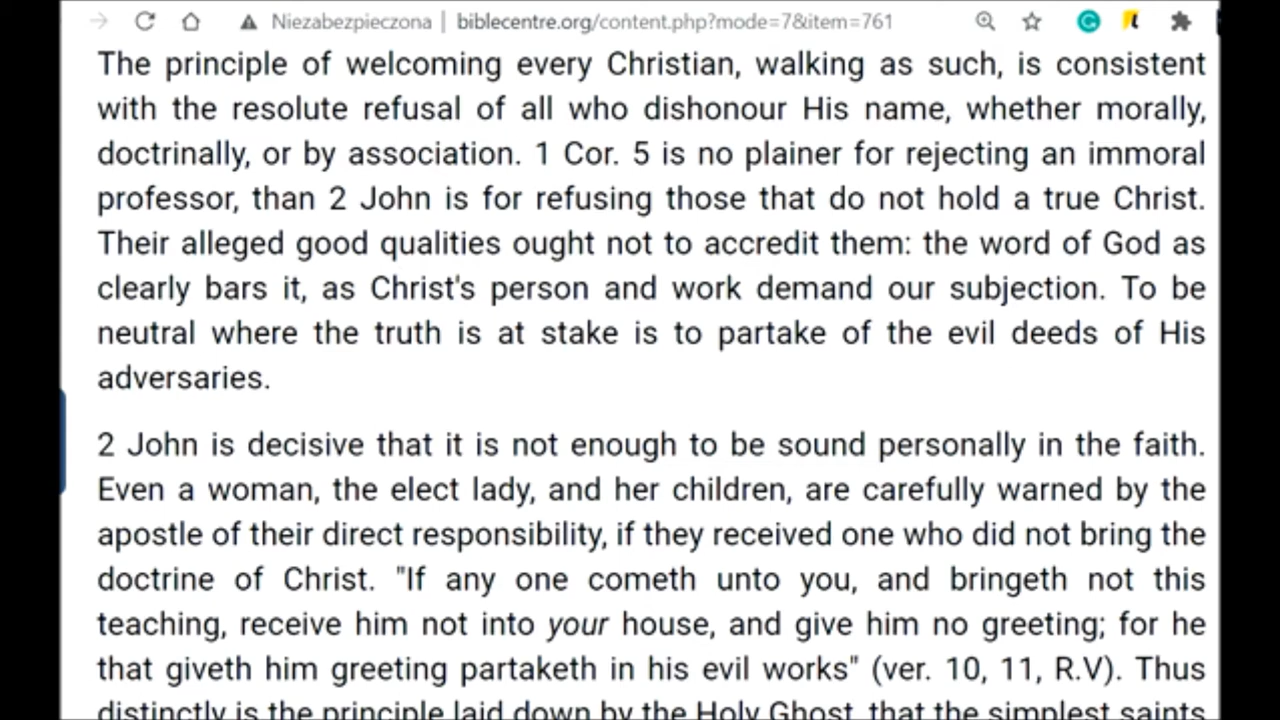 Niezabezpieczona | biblecentre.org/content.php?mode=7&item=761
The principle of welcoming every Christian, walking as such, is consistent
with the resolute refusal of all who dishonour His name, whether morally,
doctrinally, or by association. 1 Cor. 5 is no plainer for rejecting an immoral
professor, than 2 John is for refusing those that do not hold a true Christ.
Their alleged good qualities ought not to accredit them: the word of God as
clearly bars it, as Christ's person and work demand our subjection. To be
neutral where the truth is at stake is to partake of the evil deeds of His
adversaries.
2 John is decisive that it is not enough to be sound personally in the faith.
Even a woman, the elect lady, and her children, are carefully warned by the
apostle of their direct responsibility, if they received one who did not bring the
doctrine of Christ. "If any one cometh unto you, and bringeth not this
teaching, receive him not into your house, and give him no greeting; for he
that giveth him greeting partaketh in his evil works" (ver. 10, 11, R.V). Thus
distinctly is the principle laid down by the Holy Ghost, that the simplest saints